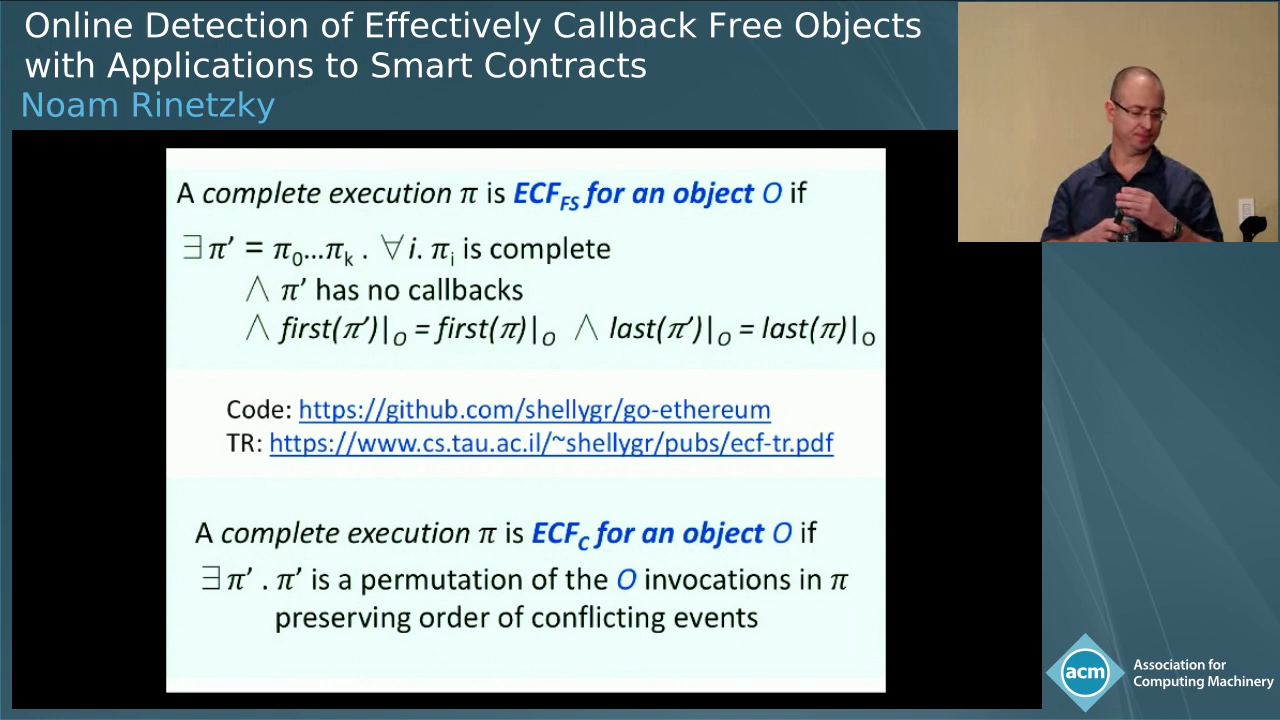 Online Detection of Effectively Callback Free Objects
with Applications to Smart Contracts
Noam Rinetzky
A complete execution π is ECF_FS for an object O if
∃ π’ = π₀...πₖ . ∀ i. πᵢ is complete
∧ π’ has no callbacks
∧ first(π’)|_O = first(π)|_O ∧ last(π’)|_O = last(π)|_O
Code: https://github.com/shellygr/go-ethereum
TR: https://www.cs.tau.ac.il/~shellygr/pubs/ecf-tr.pdf
A complete execution π is ECF_C for an object O if
∃ π’ . π’ is a permutation of the O invocations in π
preserving order of conflicting events
acm
Association for
Computing Machinery